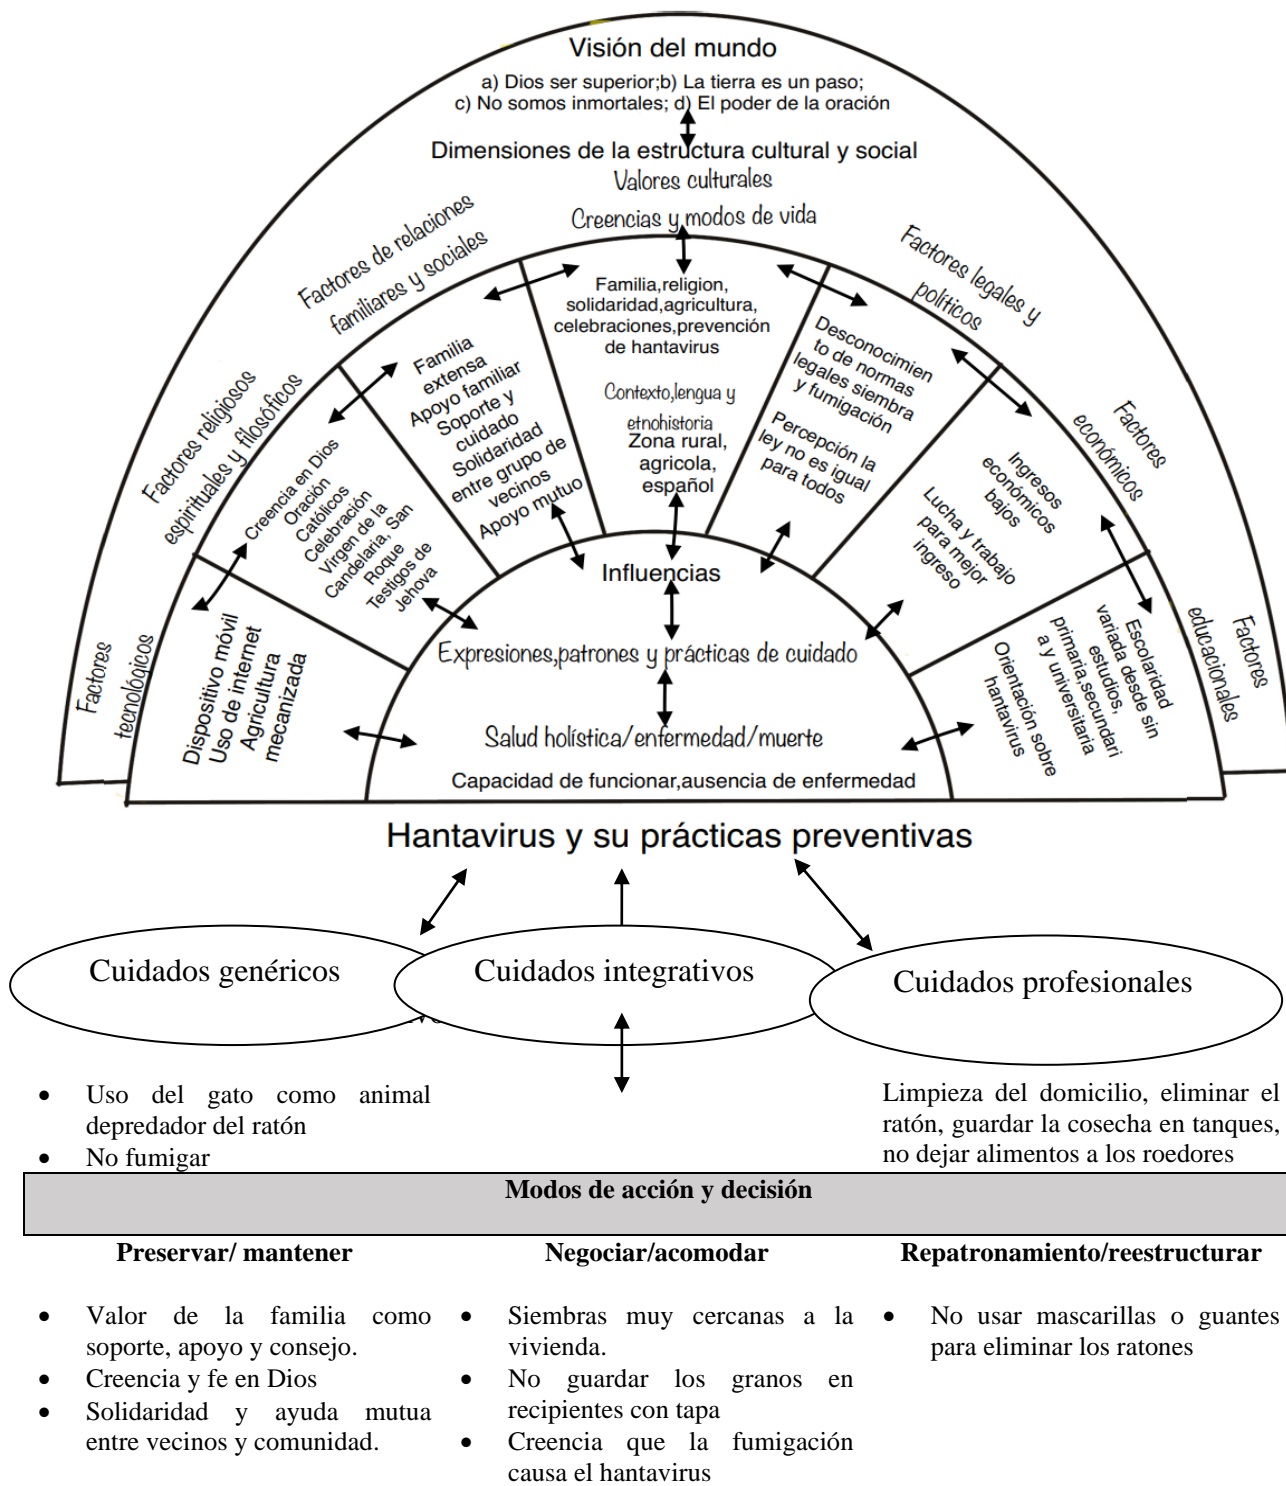 Visión del mundo
a) Dios ser superior;b) La tierra es un paso;
c) No somos inmortales; d) El poder de la oración
Dimensiones de la estructura cultural y social
Valores culturales
Creencias y modos de vida
Factores de relaciones
familiares y sociales
Factores legales y
políticos
Factores religiosos
espirituales y filosóficos
Factores
económicos
Factores
tecnológicos
Factores
educacionales
Dispositivo móvil
Uso de internet
Agricultura
mecanizada
Creencia en Dios
Oración
Católicos
Celebración
Virgen de la
Candelaria, San
Roque
Testigos de
Jehova
Familia
extensa
Apoyo familiar
Soporte y
cuidado
Solidaridad
entre grupo de
vecinos
Apoyo mutuo
Familia,religion,
solidaridad,agricultura,
celebraciones,prevención
de hantavirus
Contexto,lengua y
etnohistoria
Zona rural,
agricola,
español
Desconocimien
to de normas
legales siembra
y fumigación
Percepción la
ley no es igual
para todos
Ingresos
económicos
bajos
Lucha y trabajo
para mejor
ingreso
Escolaridad
variada desde sin
estudios,
primaria,secundari
a y universitaria
Orientación sobre
hantavirus
Influencias
Expresiones,patrones y prácticas de cuidado
Salud holística/enfermedad/muerte
Capacidad de funcionar,ausencia de enfermedad
Hantavirus y su prácticas preventivas
Cuidados genéricos
Cuidados integrativos
Cuidados profesionales
• Uso del gato como animal
depredador del ratón
• No fumigar
Limpieza del domicilio, eliminar el
ratón, guardar la cosecha en tanques,
no dejar alimentos a los roedores
Modos de acción y decisión
Preservar/ mantener
• Valor de la familia como
soporte, apoyo y consejo.
• Creencia y fe en Dios
• Solidaridad y ayuda mutua
entre vecinos y comunidad.
Negociar/acomodar
• Siembras muy cercanas a la
vivienda.
• No guardar los granos en
recipientes con tapa
• Creencia que la fumigación
causa el hantavirus
Repatronamiento/reestructurar
• No usar mascarillas o guantes
para eliminar los ratones